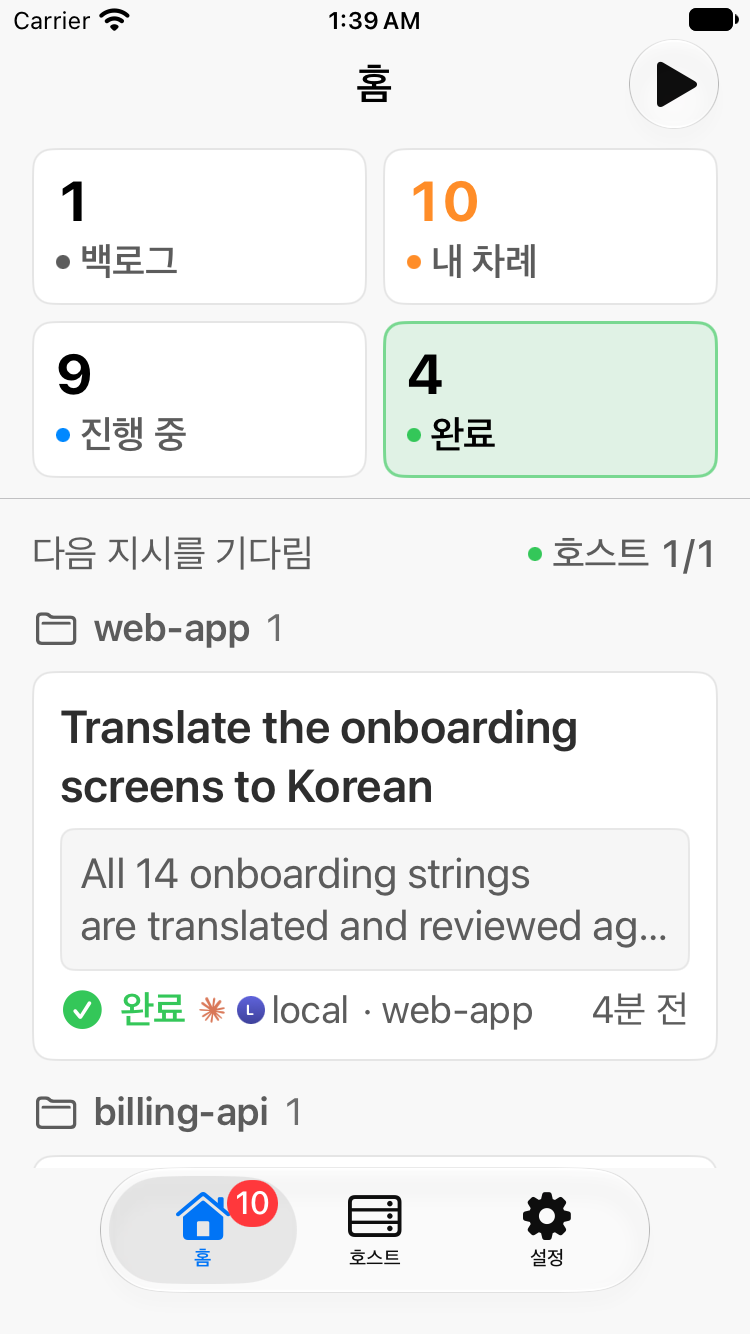 Carrier 1:39 AM
홈
1
백로그
10
내 차례
9
진행 중
4
완료
다음 지시를 기다림
호스트 1/1
web-app 1
Translate the onboarding
screens to Korean
All 14 onboarding strings
are translated and reviewed ag...
완료 L local · web-app 4분 전
billing-api 1
10
홈
호스트
설정